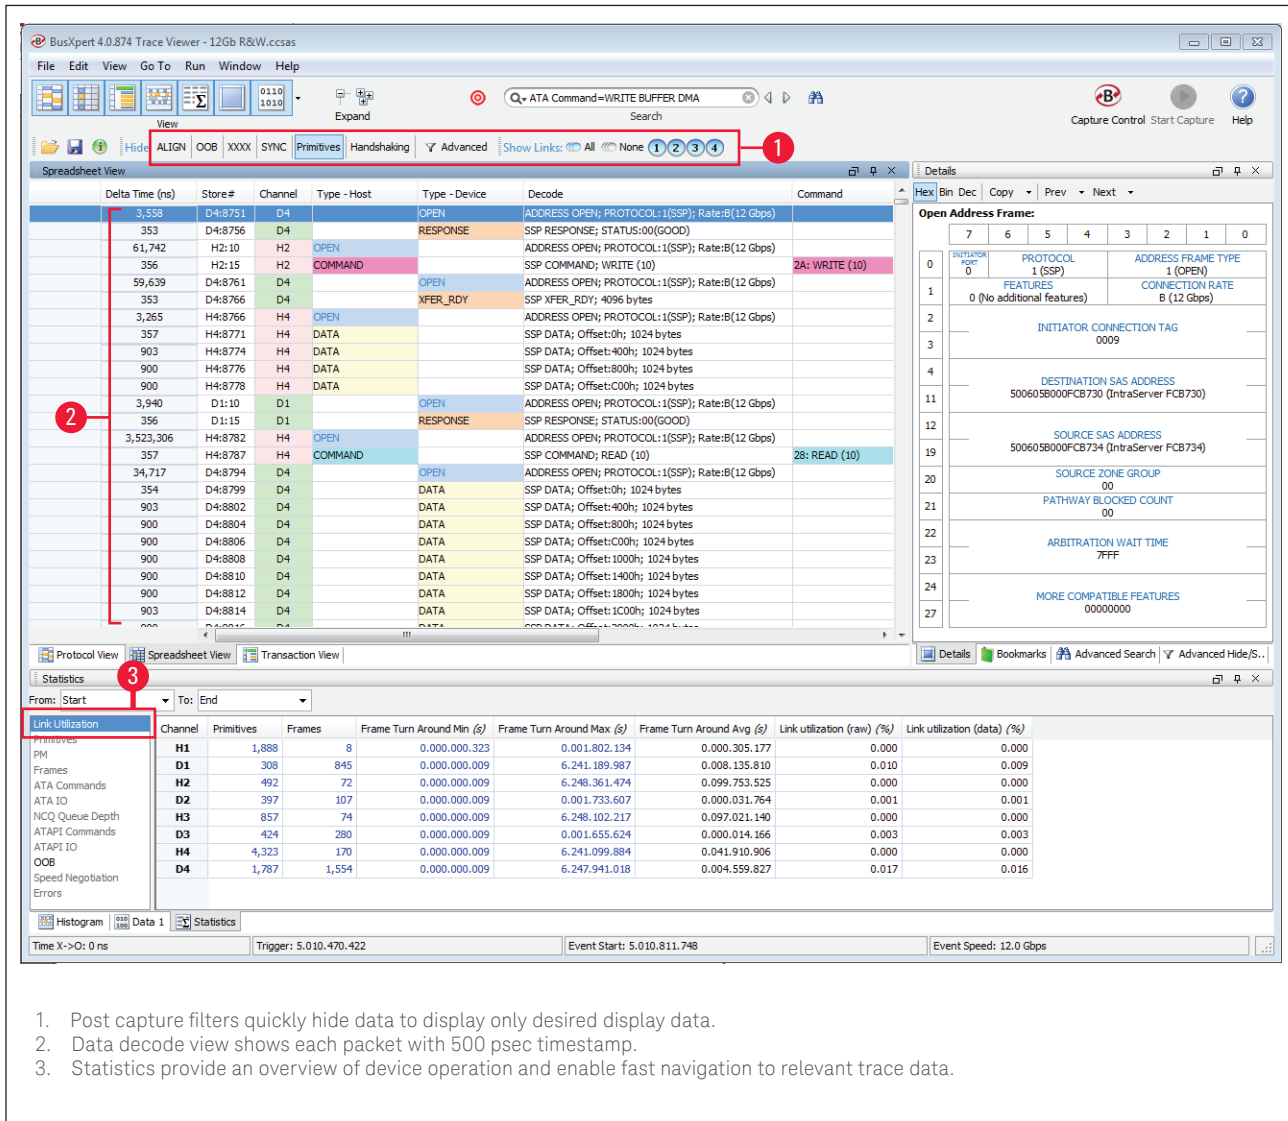 BusXpert 4.0.874 Trace Viewer - 12Gb R&W.ccsas
File Edit View Go To Run Window Help
0110
1010
View
Expand
ATA Command=WRITE BUFFER DMA
Search
Capture Control Start Capture Help
Hide ALIGN OOB XXXX SYNC Primitives Handshaking Advanced Show Links: All None 1 2 3 4
1
Spreadsheet View
Delta Time (ns) Store# Channel Type - Host Type - Device Decode Command
3,558 D4:8751 D4 OPEN ADDRESS OPEN; PROTOCOL:1(SSP); Rate:B(12 Gbps)
353 D4:8756 D4 RESPONSE SSP RESPONSE; STATUS:00(GOOD)
61,742 H2:10 H2 OPEN ADDRESS OPEN; PROTOCOL:1(SSP); Rate:B(12 Gbps)
356 H2:15 H2 COMMAND SSP COMMAND; WRITE (10) 2A: WRITE (10)
59,639 D4:8761 D4 OPEN ADDRESS OPEN; PROTOCOL:1(SSP); Rate:B(12 Gbps)
353 D4:8766 D4 XFER_RDY SSP XFER_RDY; 4096 bytes
3,265 H4:8766 H4 OPEN ADDRESS OPEN; PROTOCOL:1(SSP); Rate:B(12 Gbps)
357 H4:8771 H4 DATA SSP DATA; Offset:0h; 1024 bytes
903 H4:8774 H4 DATA SSP DATA; Offset:400h; 1024 bytes
900 H4:8776 H4 DATA SSP DATA; Offset:800h; 1024 bytes
900 H4:8778 H4 DATA SSP DATA; Offset:C00h; 1024 bytes
3,940 D1:10 D1 OPEN ADDRESS OPEN; PROTOCOL:1(SSP); Rate:B(12 Gbps)
356 D1:15 D1 RESPONSE SSP RESPONSE; STATUS:00(GOOD)
3,523,306 H4:8782 H4 OPEN ADDRESS OPEN; PROTOCOL:1(SSP); Rate:B(12 Gbps)
357 H4:8787 H4 COMMAND SSP COMMAND; READ (10) 28: READ (10)
34,717 D4:8794 D4 OPEN ADDRESS OPEN; PROTOCOL:1(SSP); Rate:B(12 Gbps)
354 D4:8799 D4 DATA SSP DATA; Offset:0h; 1024 bytes
903 D4:8802 D4 DATA SSP DATA; Offset:400h; 1024 bytes
900 D4:8804 D4 DATA SSP DATA; Offset:800h; 1024 bytes
900 D4:8806 D4 DATA SSP DATA; Offset:C00h; 1024 bytes
900 D4:8808 D4 DATA SSP DATA; Offset:1000h; 1024 bytes
900 D4:8810 D4 DATA SSP DATA; Offset:1400h; 1024 bytes
900 D4:8812 D4 DATA SSP DATA; Offset:1800h; 1024 bytes
903 D4:8814 D4 DATA SSP DATA; Offset:1C00h; 1024 bytes
2
Protocol View Spreadsheet View Transaction View
Details
Hex Bin Dec Copy Prev Next
Open Address Frame:
7 6 5 4 3 2 1 0
0 INITIATOR PORT PROTOCOL ADDRESS FRAME TYPE
0 1 (SSP) 1 (OPEN)
1 FEATURES CONNECTION RATE
0 (No additional features) B (12 Gbps)
2
INITIATOR CONNECTION TAG
0009
3
4
DESTINATION SAS ADDRESS
500605B000FCB730 (IntraServer FCB730)
11
12
SOURCE SAS ADDRESS
500605B000FCB734 (IntraServer FCB734)
19
20 SOURCE ZONE GROUP
00
21 PATHWAY BLOCKED COUNT
00
22
ARBITRATION WAIT TIME
7FFF
23
24
MORE COMPATIBLE FEATURES
00000000
27
Details Bookmarks Advanced Search Advanced Hide/S..
Statistics
3
From: Start To: End
Link Utilization
Primitives
PM
Frames
ATA Commands
ATA IO
NCQ Queue Depth
ATAPI Commands
ATAPI IO
OOB
Speed Negotiation
Errors
Channel Primitives Frames Frame Turn Around Min (s) Frame Turn Around Max (s) Frame Turn Around Avg (s) Link utilization (raw) (%) Link utilization (data) (%)
H1 1,888 8 0.000.000.323 0.001.802.134 0.000.305.177 0.000 0.000
D1 308 845 0.000.000.009 6.241.189.987 0.008.135.810 0.010 0.009
H2 492 72 0.000.000.009 6.248.361.474 0.099.753.525 0.000 0.000
D2 397 107 0.000.000.009 0.001.733.607 0.000.031.764 0.001 0.001
H3 857 74 0.000.000.009 6.248.102.217 0.097.021.140 0.000 0.000
D3 424 280 0.000.000.009 0.001.655.624 0.000.014.166 0.003 0.003
H4 4,323 170 0.000.000.009 6.241.099.884 0.041.910.906 0.000 0.000
D4 1,787 1,554 0.000.000.009 6.247.941.018 0.004.559.827 0.017 0.016
Histogram Data 1 Statistics
Time X->O: 0 ns Trigger: 5.010.470.422 Event Start: 5.010.811.748 Event Speed: 12.0 Gbps
1. Post capture filters quickly hide data to display only desired display data.
2. Data decode view shows each packet with 500 psec timestamp.
3. Statistics provide an overview of device operation and enable fast navigation to relevant trace data.